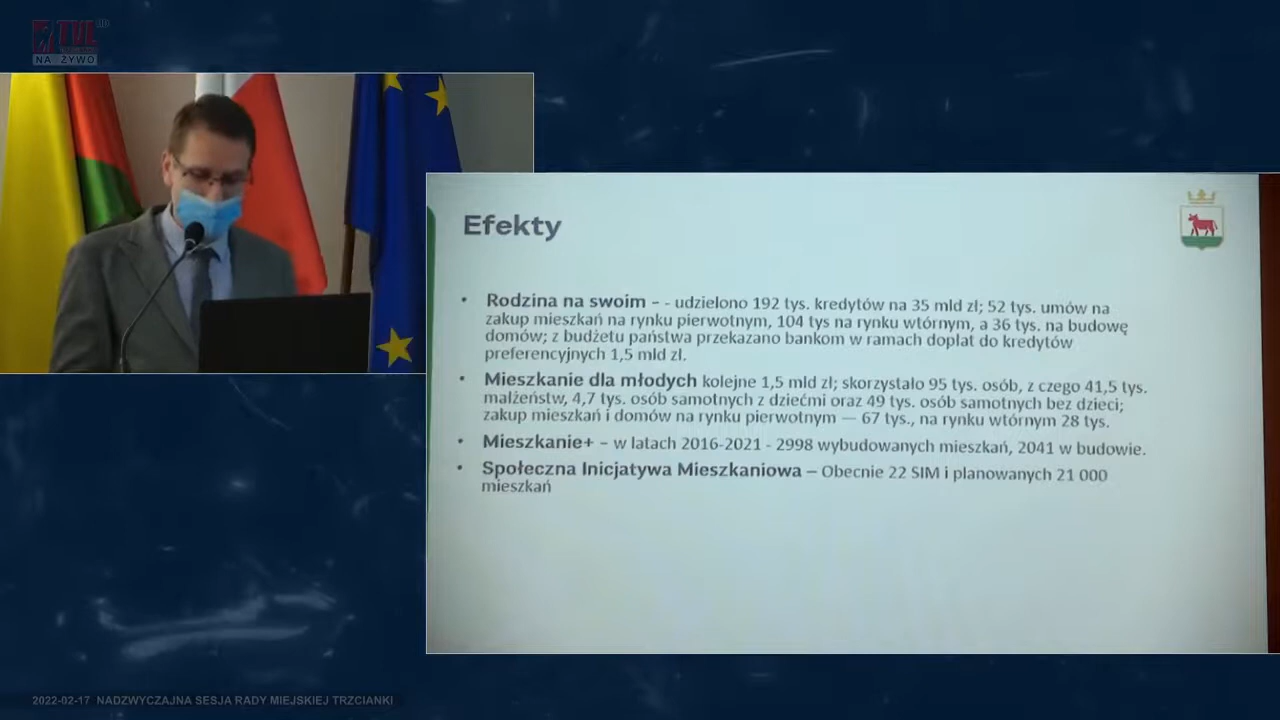 TVL
NA ŻYWO
Efekty
• Rodzina na swoim – - udzielono 192 tys. kredytów na 35 mld zł; 52 tys. umów na
zakup mieszkań na rynku pierwotnym, 104 tys na rynku wtórnym, a 36 tys. na budowę
domów; z budżetu państwa przekazano bankom w ramach dopłat do kredytów
preferencyjnych 1,5 mld zł.
• Mieszkanie dla młodych kolejne 1,5 mld zł; skorzystało 95 tys. osób, z czego 41,5 tys.
małżeństw, 4,7 tys. osób samotnych z dziećmi oraz 49 tys. osób samotnych bez dzieci;
zakup mieszkań i domów na rynku pierwotnym — 67 tys., na rynku wtórnym 28 tys.
• Mieszkanie+ – w latach 2016-2021 - 2998 wybudowanych mieszkań, 2041 w budowie.
• Społeczna Inicjatywa Mieszkaniowa – Obecnie 22 SIM i planowanych 21 000
mieszkań
2022-02-17 NADZWYCZAJNA SESJA RADY MIEJSKIEJ TRZCIANKI